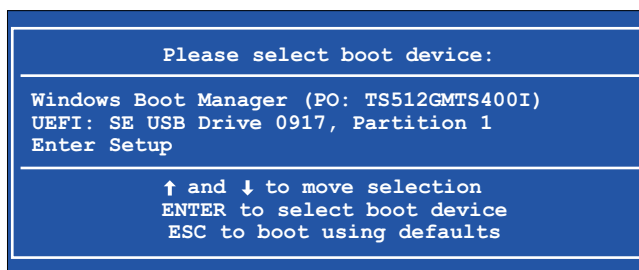 Please select boot device:
Windows Boot Manager (PO: TS512GMTS400I)
UEFI: SE USB Drive 0917, Partition 1
Enter Setup
↑ and ↓ to move selection
ENTER to select boot device
ESC to boot using defaults